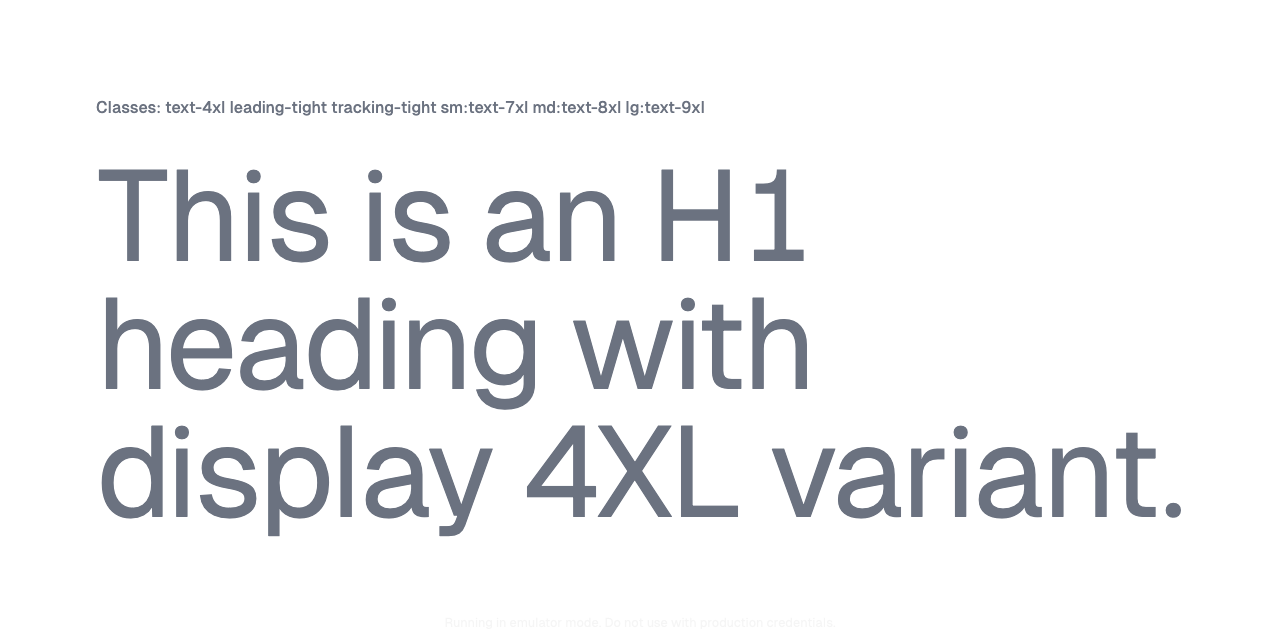 Classes: text-4xl leading-tight tracking-tight sm:text-7xl md:text-8xl lg:text-9xl
This is an H1
heading with
display 4XL variant.
Running in emulator mode. Do not use with production credentials.